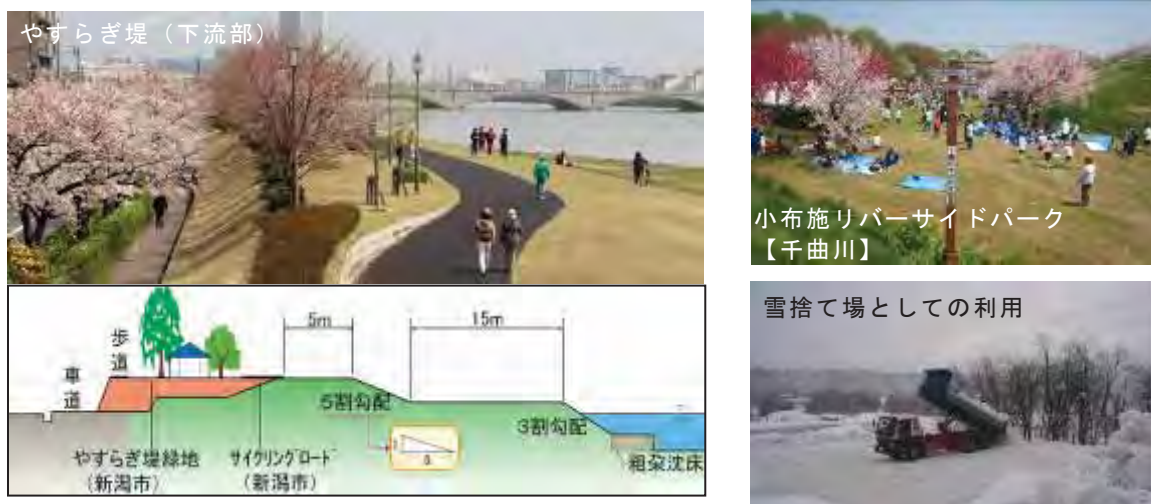 やすらぎ堤（下流部）
小布施リバーサイドパーク
【千曲川】
雪捨て場としての利用
5m
15m
歩道
車道
5割勾配
3割勾配
やすらぎ堤緑地
（新潟市）
サイクリングロード
（新潟市）
粗朶沈床